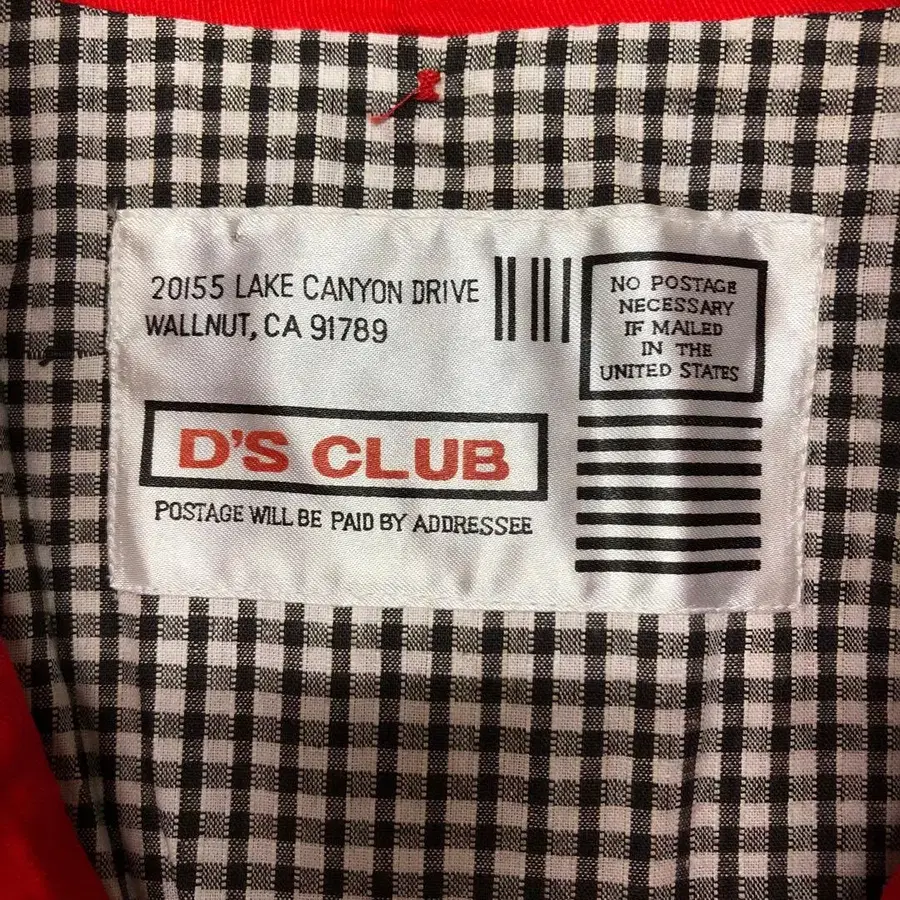 20155 LAKE CANYON DRIVE
WALLNUT, CA 91789
NO POSTAGE
NECESSARY
IF MAILED
IN THE
UNITED STATES
D'S CLUB
POSTAGE WILL BE PAID BY ADDRESSEE